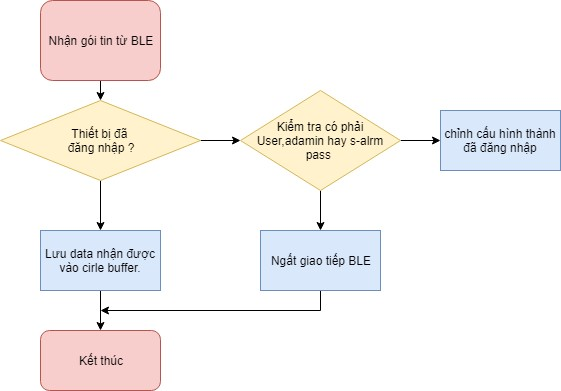 Nhận gói tin từ BLE
Thiết bị đã
đăng nhập ?
Kiểm tra có phải
User,adamin hay s-alrm
pass
chỉnh cấu hình thành
đã đăng nhập
Lưu data nhận được
vào cirle buffer.
Ngắt giao tiếp BLE
Kết thúc